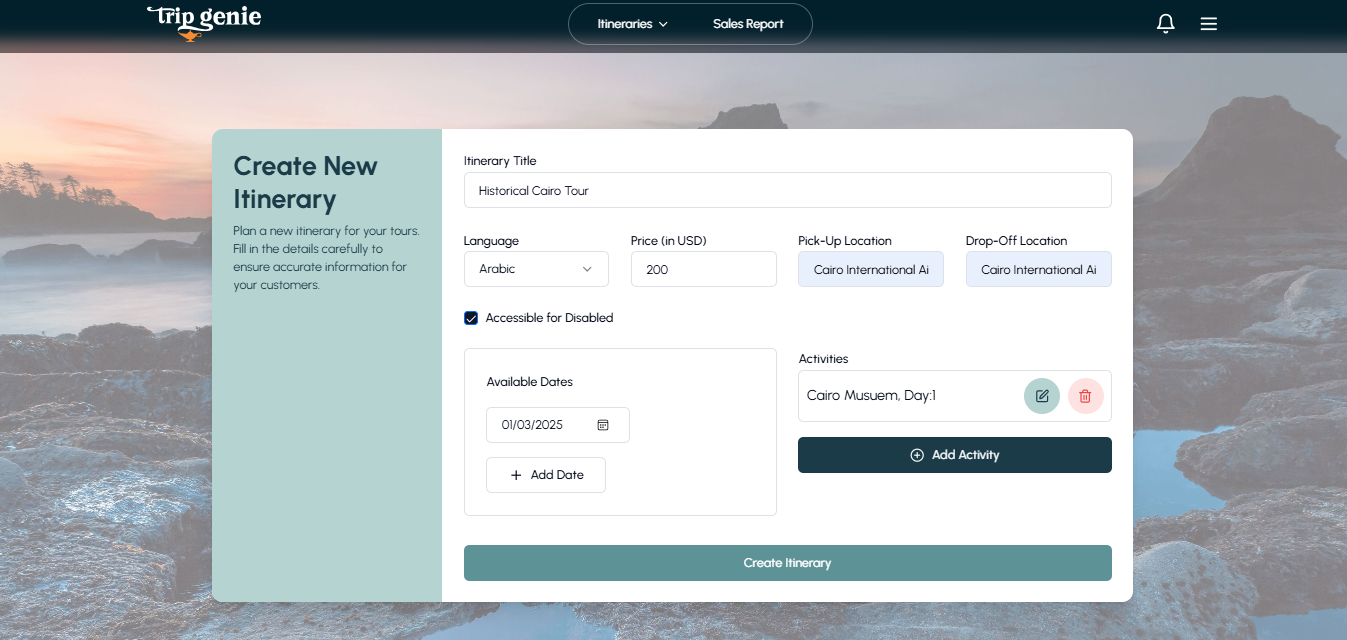 trip genie
Itineraries
Sales Report
Create New
Itinerary
Plan a new itinerary for your tours.
Fill in the details carefully to
ensure accurate information for
your customers.
Itinerary Title
Historical Cairo Tour
Language
Price (in USD)
Pick-Up Location
Drop-Off Location
Arabic
200
Cairo International Ai
Cairo International Ai
Accessible for Disabled
Available Dates
01/03/2025
Add Date
Activities
Cairo Musuem, Day:1
Add Activity
Create Itinerary